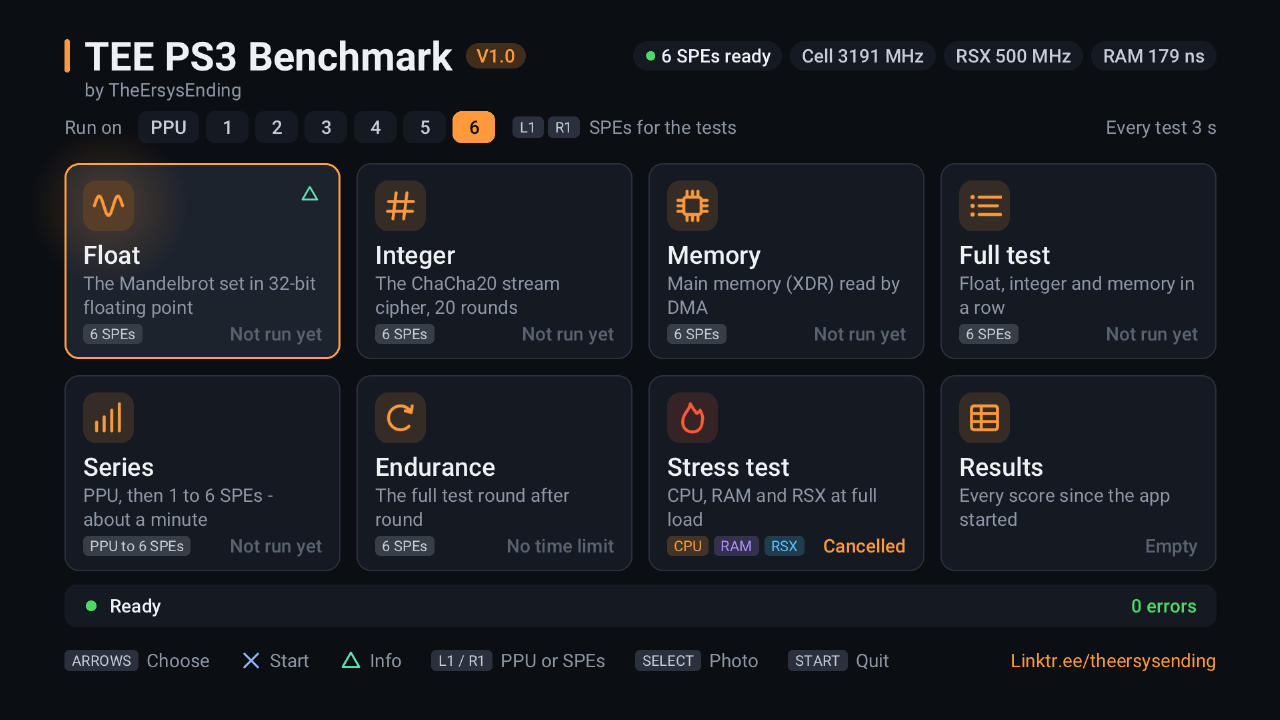 TEE PS3 Benchmark V1.0
6 SPEs ready Cell 3191 MHz RSX 500 MHz RAM 179 ns
by TheErsysEnding
Run on PPU 1 2 3 4 5 6 L1 R1 SPEs for the tests Every test 3 s
Float
The Mandelbrot set in 32-bit
floating point
6 SPEs Not run yet
Integer
The ChaCha20 stream
cipher, 20 rounds
6 SPEs Not run yet
Memory
Main memory (XDR) read by
DMA
6 SPEs Not run yet
Full test
Float, integer and memory in
a row
6 SPEs Not run yet
Series
PPU, then 1 to 6 SPEs -
about a minute
PPU to 6 SPEs Not run yet
Endurance
The full test round after
round
6 SPEs No time limit
Stress test
CPU, RAM and RSX at full
load
CPU RAM RSX Cancelled
Results
Every score since the app
started
Empty
Ready 0 errors
ARROWS Choose Start Info L1 / R1 PPU or SPEs SELECT Photo START Quit Linktr.ee/theersysending